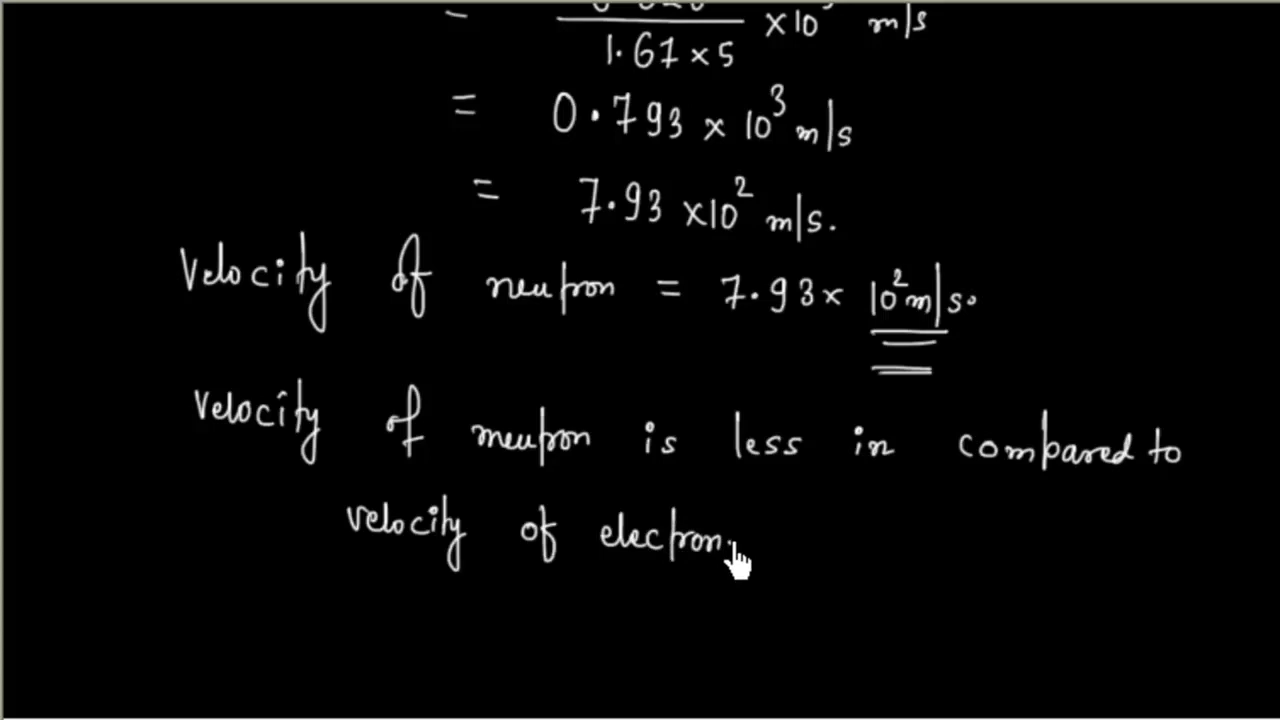 = ×10 m/s
1.67 × 5
= 0.793 × 10³ m/s
= 7.93 ×10² m/s.
Velocity of neutron = 7.93 × 10² m/s.
velocity of neutron is less in compared to
velocity of electron.